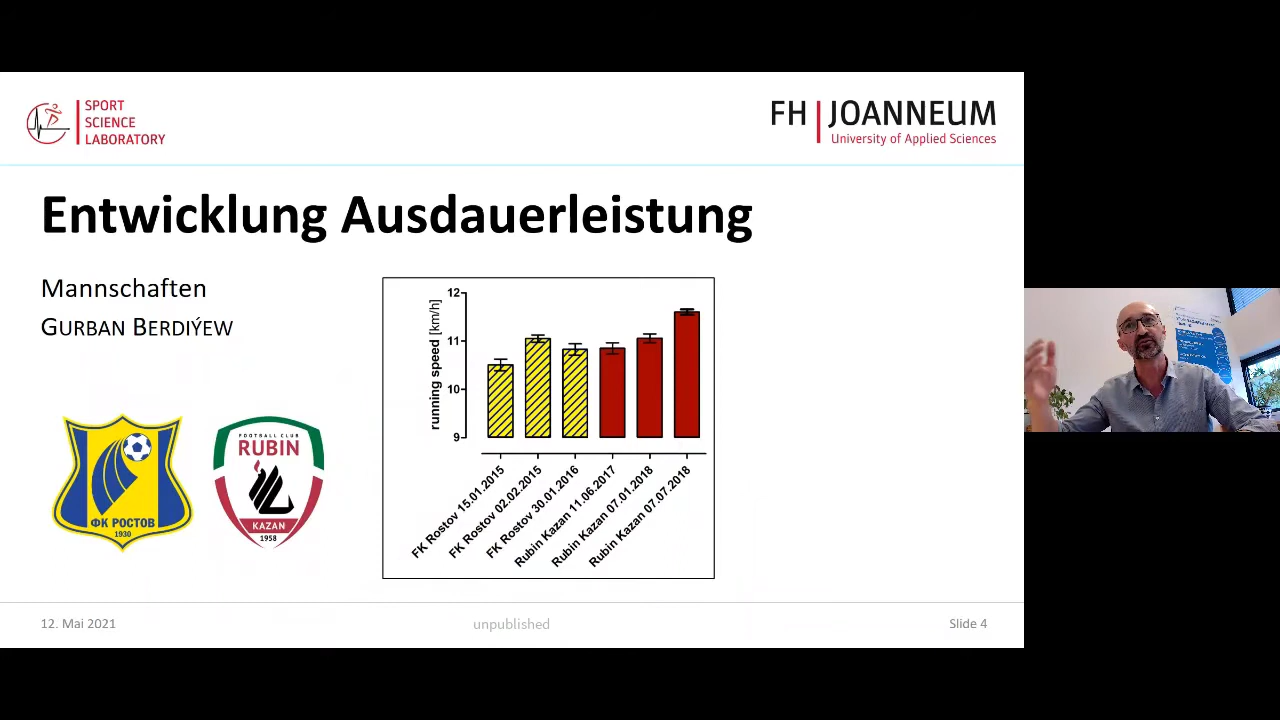 SPORT
SCIENCE
LABORATORY
FH JOANNEUM
University of Applied Sciences
Entwicklung Ausdauerleistung
Mannschaften
GURBAN BERDIÝEW
ФК РОСТОВ
1930
FOOTBALL CLUB
RUBIN
KAZAN
1958
running speed [km/h]
12
11
10
9
FK Rostov 15.01.2015
FK Rostov 02.02.2015
FK Rostov 30.01.2016
Rubin Kazan 11.06.2017
Rubin Kazan 07.01.2018
Rubin Kazan 07.07.2018
12. Mai 2021
unpublished
Slide 4